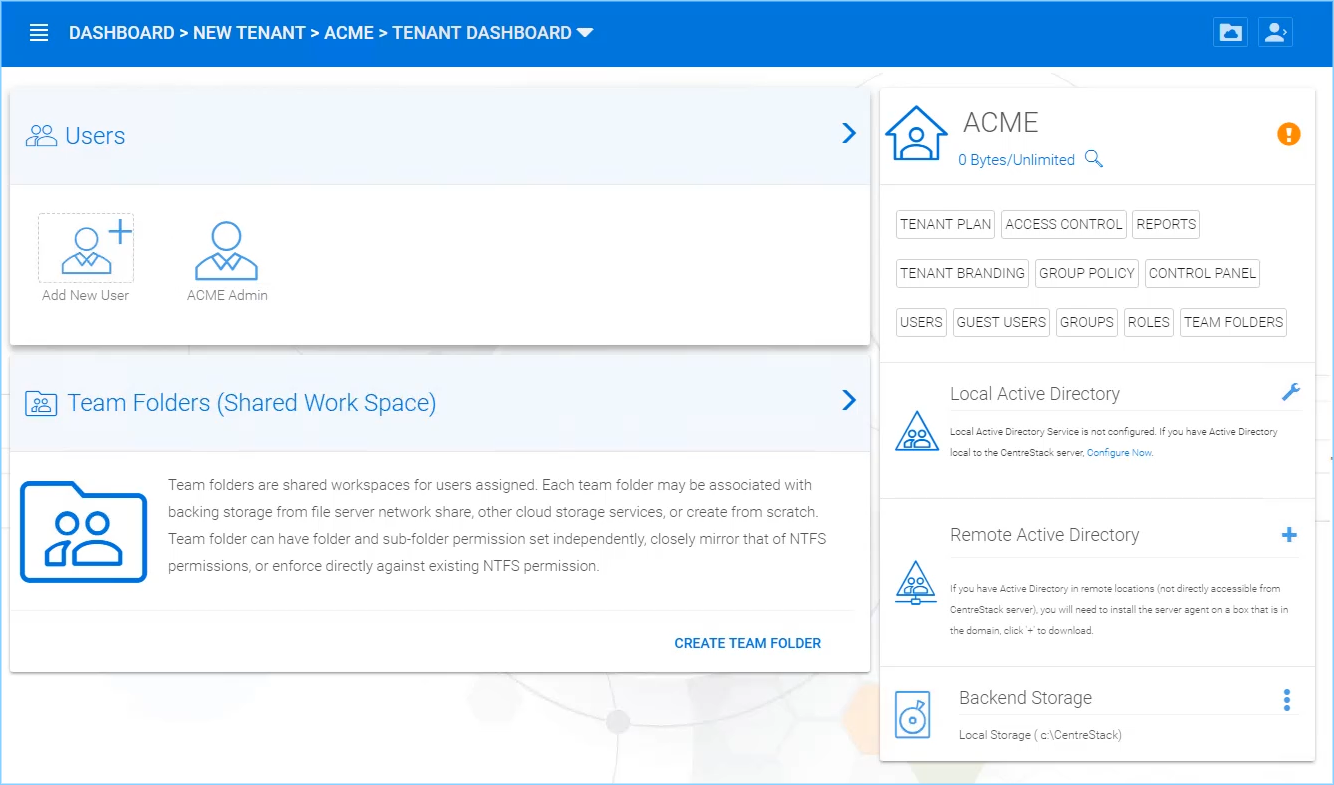 DASHBOARD > NEW TENANT > ACME > TENANT DASHBOARD
Users
Add New User
ACME Admin
Team Folders (Shared Work Space)
Team folders are shared workspaces for users assigned. Each team folder may be associated with
backing storage from file server network share, other cloud storage services, or create from scratch.
Team folder can have folder and sub-folder permission set independently, closely mirror that of NTFS
permissions, or enforce directly against existing NTFS permission.
CREATE TEAM FOLDER
ACME
0 Bytes/Unlimited
TENANT PLAN ACCESS CONTROL REPORTS
TENANT BRANDING GROUP POLICY CONTROL PANEL
USERS GUEST USERS GROUPS ROLES TEAM FOLDERS
Local Active Directory
Local Active Directory Service is not configured. If you have Active Directory
local to the CentreStack server, Configure Now.
Remote Active Directory
If you have Active Directory in remote locations (not directly accessible from
CentreStack server), you will need to install the server agent on a box that is in
the domain, click '+' to download.
Backend Storage
Local Storage ( c:\CentreStack)